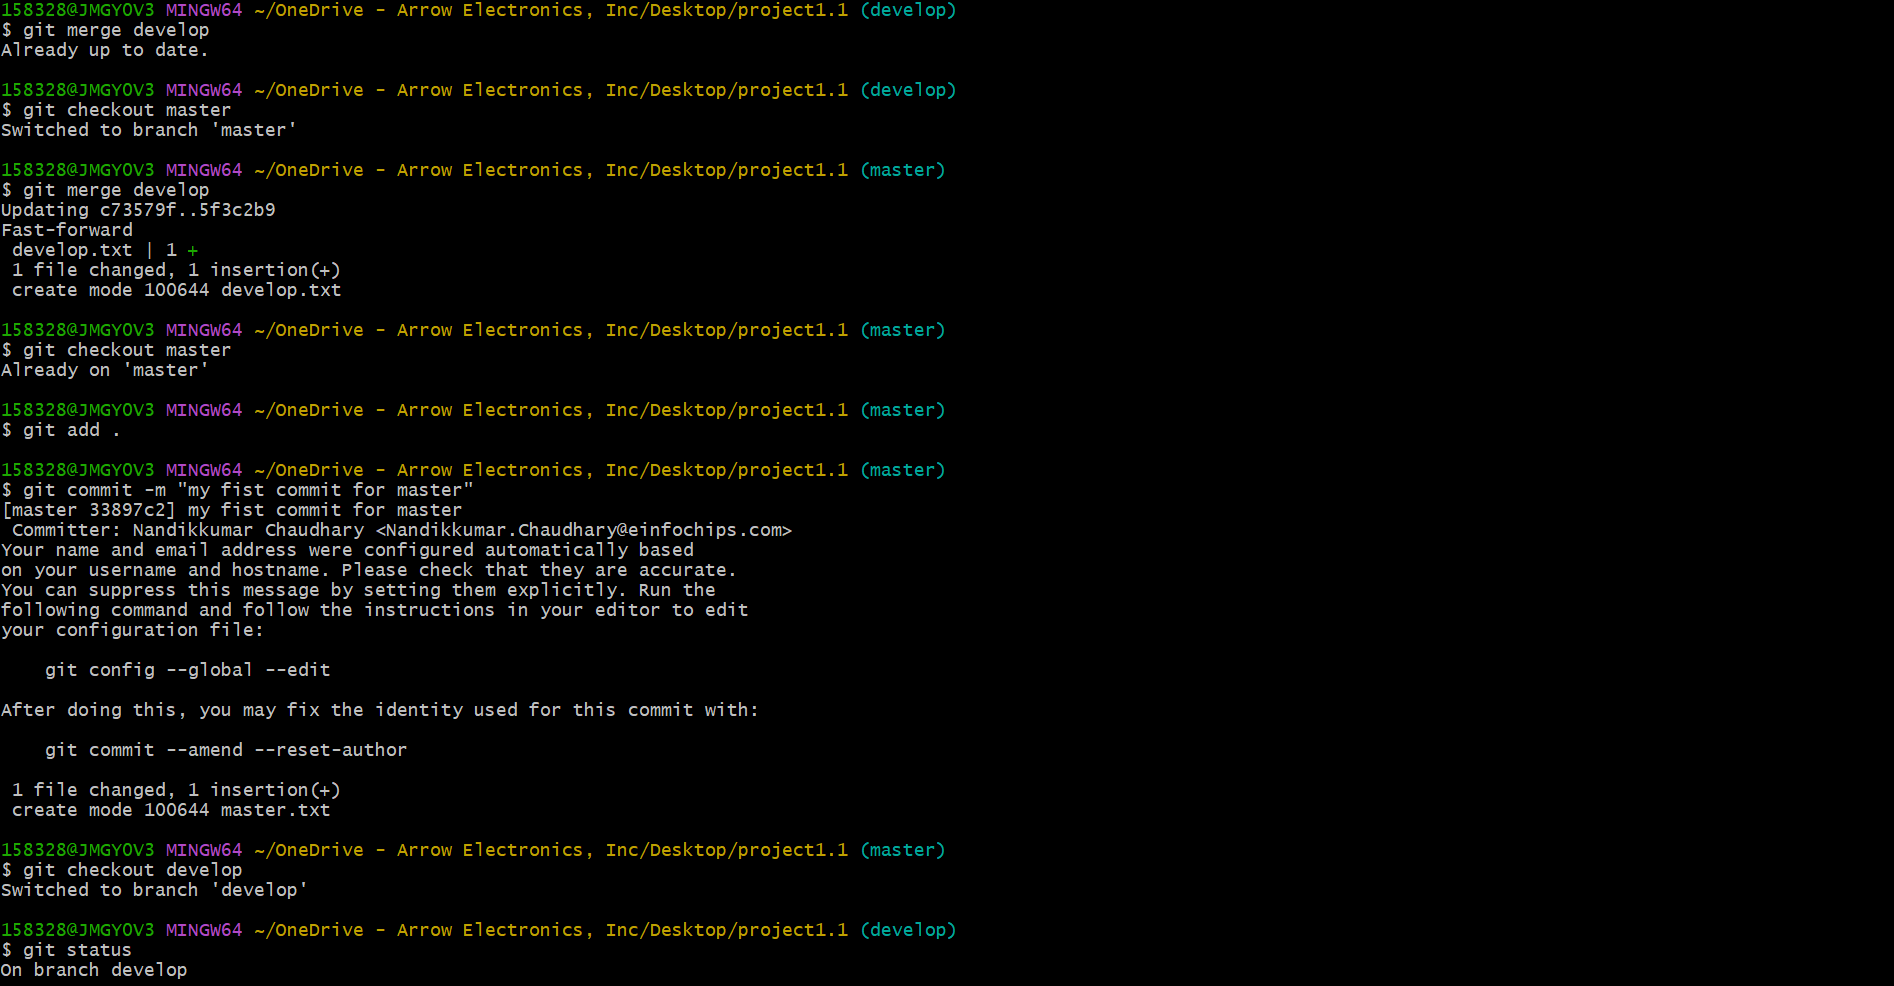 158328@JMGYOV3 MINGW64 ~/OneDrive - Arrow Electronics, Inc/Desktop/project1.1 (develop)
$ git merge develop
Already up to date.
158328@JMGYOV3 MINGW64 ~/OneDrive - Arrow Electronics, Inc/Desktop/project1.1 (develop)
$ git checkout master
Switched to branch 'master'
158328@JMGYOV3 MINGW64 ~/OneDrive - Arrow Electronics, Inc/Desktop/project1.1 (master)
$ git merge develop
Updating c73579f..5f3c2b9
Fast-forward
 develop.txt | 1 +
 1 file changed, 1 insertion(+)
 create mode 100644 develop.txt
158328@JMGYOV3 MINGW64 ~/OneDrive - Arrow Electronics, Inc/Desktop/project1.1 (master)
$ git checkout master
Already on 'master'
158328@JMGYOV3 MINGW64 ~/OneDrive - Arrow Electronics, Inc/Desktop/project1.1 (master)
$ git add .
158328@JMGYOV3 MINGW64 ~/OneDrive - Arrow Electronics, Inc/Desktop/project1.1 (master)
$ git commit -m "my fist commit for master"
[master 33897c2] my fist commit for master
 Committer: Nandikkumar Chaudhary <Nandikkumar.Chaudhary@einfochips.com>
Your name and email address were configured automatically based
on your username and hostname. Please check that they are accurate.
You can suppress this message by setting them explicitly. Run the
following command and follow the instructions in your editor to edit
your configuration file:
    git config --global --edit
After doing this, you may fix the identity used for this commit with:
    git commit --amend --reset-author
 1 file changed, 1 insertion(+)
 create mode 100644 master.txt
158328@JMGYOV3 MINGW64 ~/OneDrive - Arrow Electronics, Inc/Desktop/project1.1 (master)
$ git checkout develop
Switched to branch 'develop'
158328@JMGYOV3 MINGW64 ~/OneDrive - Arrow Electronics, Inc/Desktop/project1.1 (develop)
$ git status
On branch develop